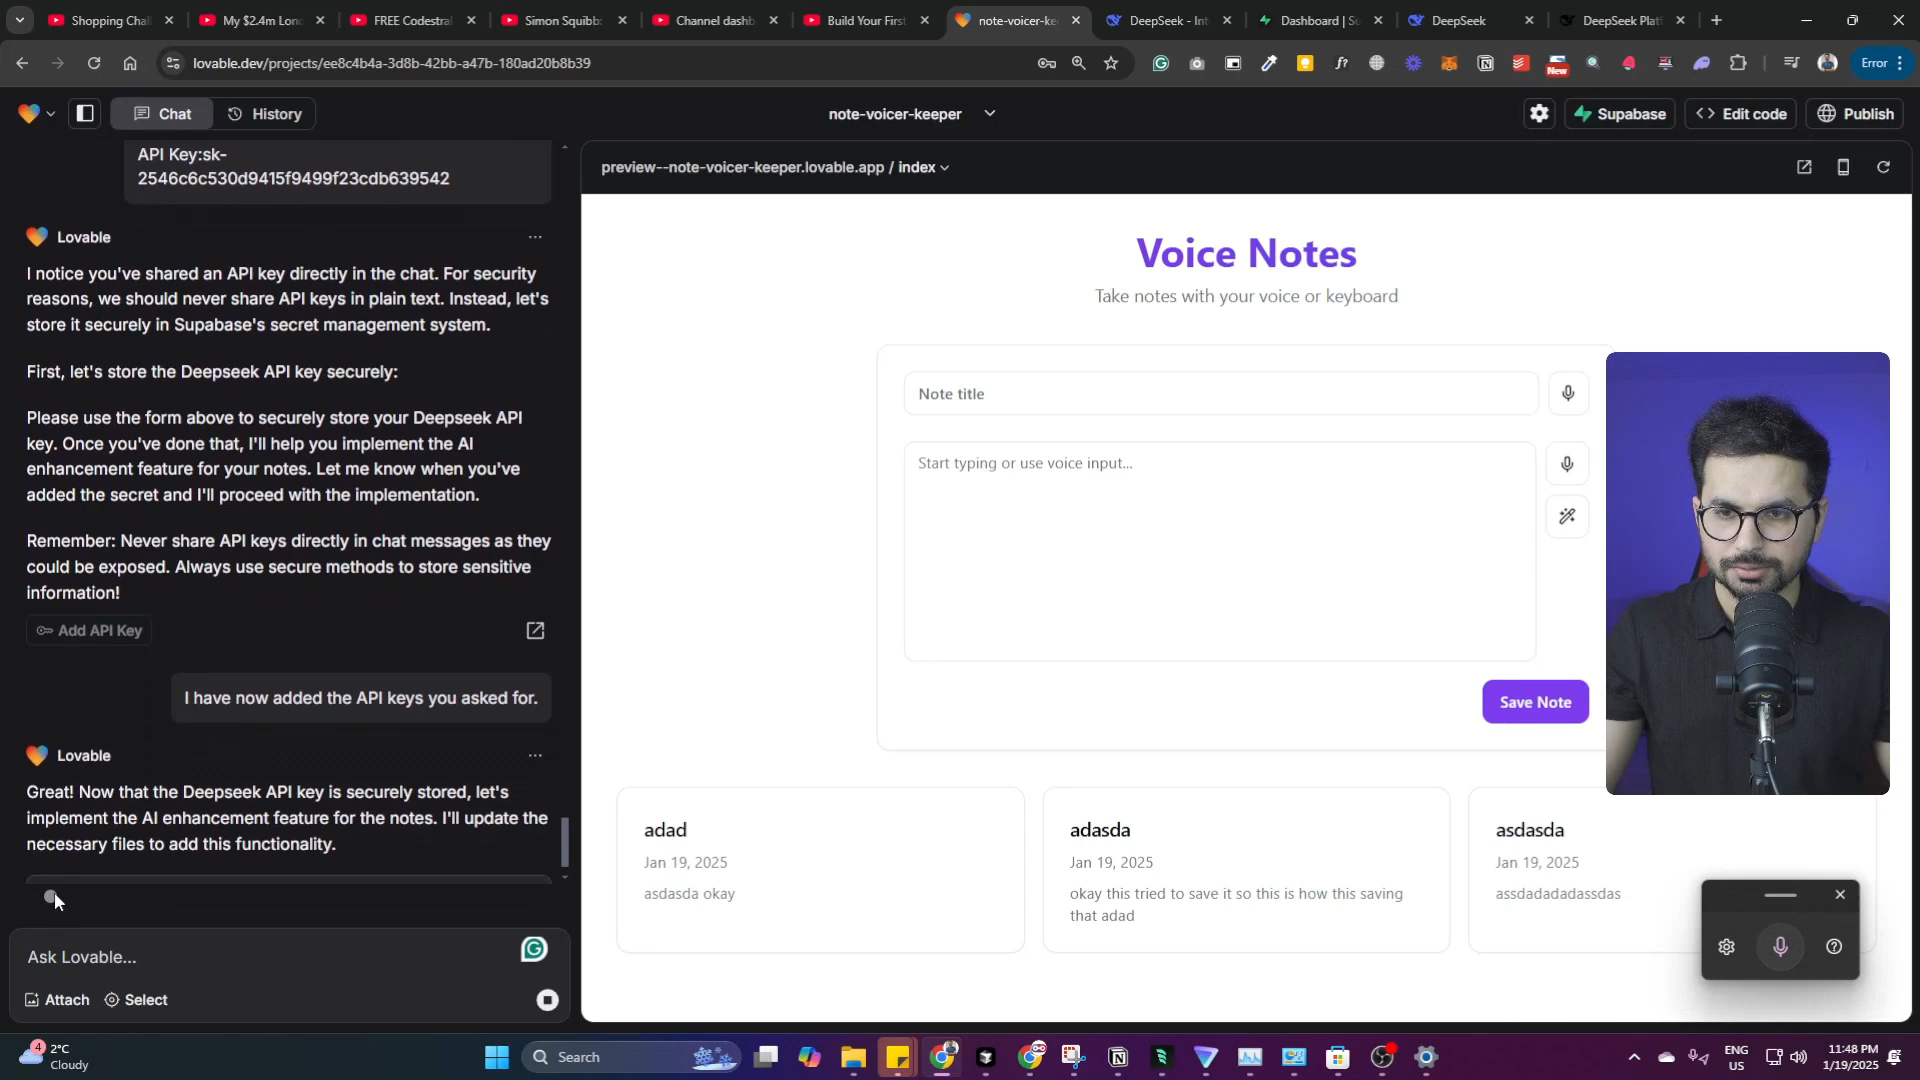 Shopping Chall
My $2.4m Lond
FREE Codestral
Simon Squibb:
Channel dashb
Build Your First
note-voicer-ke
DeepSeek - Int
Dashboard | Su
DeepSeek
DeepSeek Platf
lovable.dev/projects/ee8c4b4a-3d8b-42bb-a47b-180ad20b8b39
New
Error
Chat
History
note-voicer-keeper
Supabase
Edit code
Publish
API Key:sk-
2546c6c530d9415f9499f23cdb639542
Lovable
I notice you've shared an API key directly in the chat. For security
reasons, we should never share API keys in plain text. Instead, let's
store it securely in Supabase's secret management system.
First, let's store the Deepseek API key securely:
Please use the form above to securely store your Deepseek API
key. Once you've done that, I'll help you implement the AI
enhancement feature for your notes. Let me know when you've
added the secret and I'll proceed with the implementation.
Remember: Never share API keys directly in chat messages as they
could be exposed. Always use secure methods to store sensitive
information!
Add API Key
I have now added the API keys you asked for.
Lovable
Great! Now that the Deepseek API key is securely stored, let's
implement the AI enhancement feature for the notes. I'll update the
necessary files to add this functionality.
Ask Lovable...
Attach
Select
preview--note-voicer-keeper.lovable.app / index
Voice Notes
Take notes with your voice or keyboard
Note title
Start typing or use voice input...
Save Note
adad
Jan 19, 2025
asdasda okay
adasda
Jan 19, 2025
okay this tried to save it so this is how this saving
that adad
asdasda
Jan 19, 2025
assdadadadassdas
4
2°C
Cloudy
Search
ENG
US
11:48 PM
1/19/2025